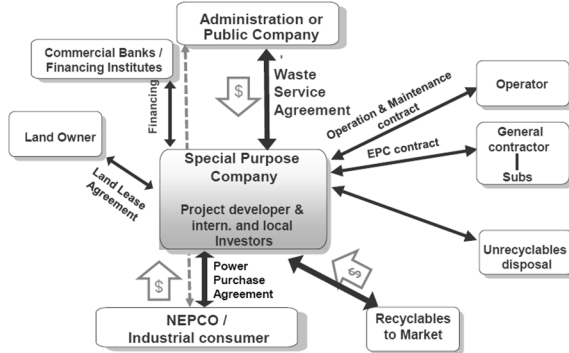 Administration or
Public Company
Commercial Banks /
Financing Institutes
$
Waste
Service
Agreement
Financing
Operation & Maintenance
contract
Operator
Land Owner
EPC contract
General
contractor
Subs
Special Purpose
Company
Project developer &
intern. and local
Investors
Land Lease
Agreement
Unrecyclables
disposal
$
Power
Purchase
Agreement
$
NEPCO /
Industrial consumer
Recyclables
to Market